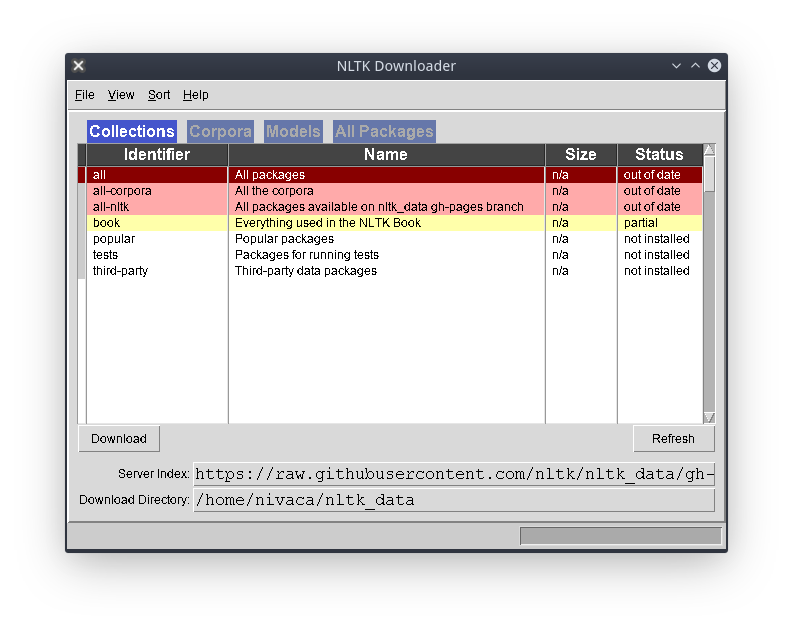 NLTK Downloader
File View Sort Help
Collections Corpora Models All Packages
Identifier Name Size Status
all All packages n/a out of date
all-corpora All the corpora n/a out of date
all-nltk All packages available on nltk_data gh-pages branch n/a out of date
book Everything used in the NLTK Book n/a partial
popular Popular packages n/a not installed
tests Packages for running tests n/a not installed
third-party Third-party data packages n/a not installed
Download Refresh
Server Index: https://raw.githubusercontent.com/nltk/nltk_data/gh-
Download Directory: /home/nivaca/nltk_data